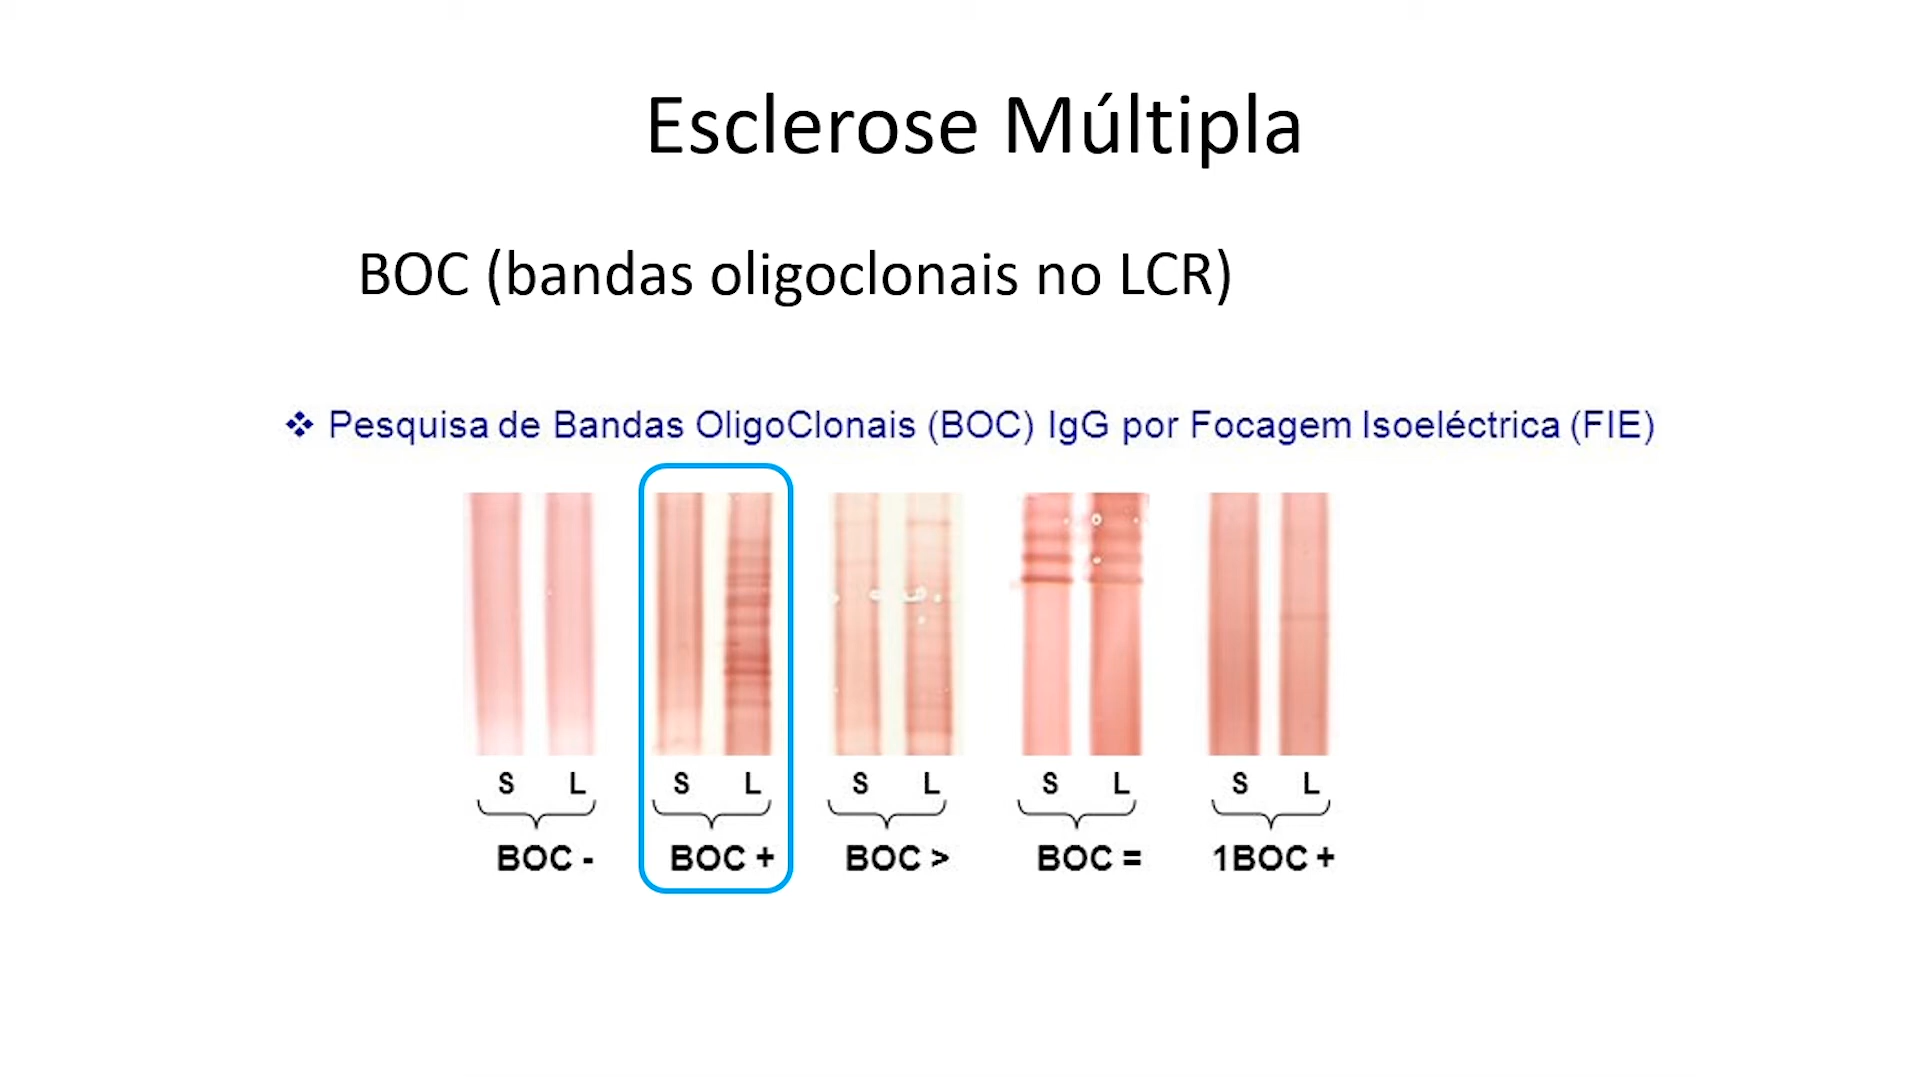 Esclerose Múltipla
BOC (bandas oligoclonais no LCR)
❖ Pesquisa de Bandas OligoClonais (BOC) IgG por Focagem Isoeléctrica (FIE)
S L S L S L S L S L
BOC - BOC + BOC > BOC = 1BOC +